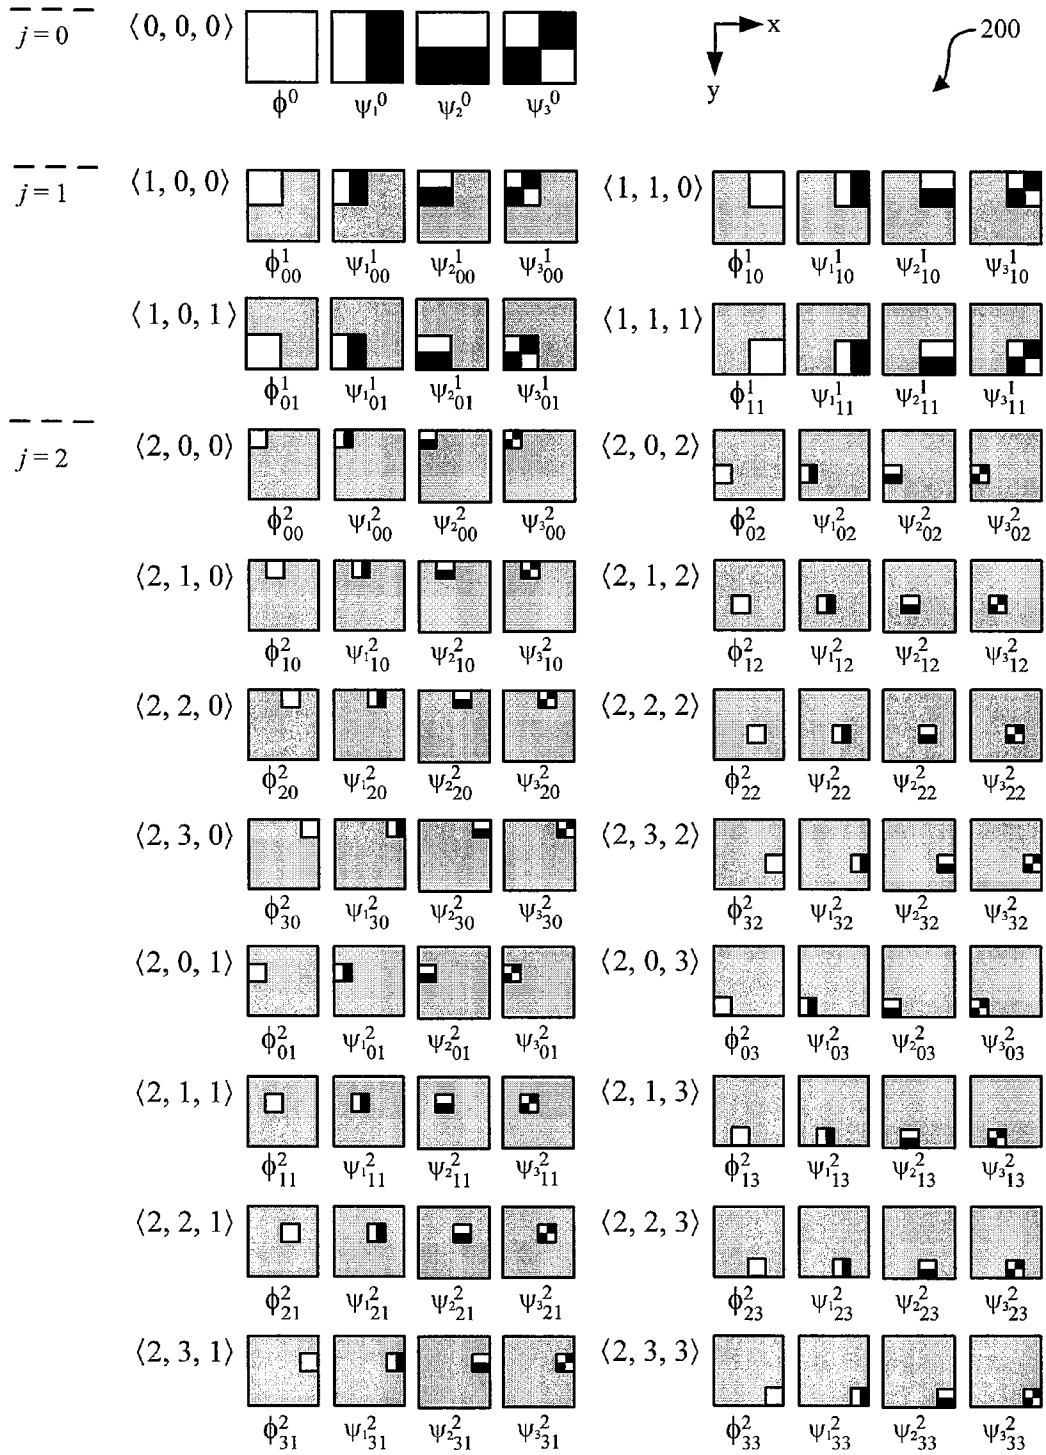 j = 0 ⟨0, 0, 0⟩ x 200
y
ϕ⁰ ψ₁⁰ ψ₂⁰ ψ₃⁰
j = 1 ⟨1, 0, 0⟩ ⟨1, 1, 0⟩
ϕ¹₀₀ ψ₁¹₀₀ ψ₂¹₀₀ ψ₃¹₀₀ ϕ¹₁₀ ψ₁¹₁₀ ψ₂¹₁₀ ψ₃¹₁₀
⟨1, 0, 1⟩ ⟨1, 1, 1⟩
ϕ¹₀₁ ψ₁¹₀₁ ψ₂¹₀₁ ψ₃¹₀₁ ϕ¹₁₁ ψ₁¹₁₁ ψ₂¹₁₁ ψ₃¹₁₁
j = 2 ⟨2, 0, 0⟩ ⟨2, 0, 2⟩
ϕ²₀₀ ψ₁²₀₀ ψ₂²₀₀ ψ₃²₀₀ ϕ²₀₂ ψ₁²₀₂ ψ₂²₀₂ ψ₃²₀₂
⟨2, 1, 0⟩ ⟨2, 1, 2⟩
ϕ²₁₀ ψ₁²₁₀ ψ₂²₁₀ ψ₃²₁₀ ϕ²₁₂ ψ₁²₁₂ ψ₂²₁₂ ψ₃²₁₂
⟨2, 2, 0⟩ ⟨2, 2, 2⟩
ϕ²₂₀ ψ₁²₂₀ ψ₂²₂₀ ψ₃²₂₀ ϕ²₂₂ ψ₁²₂₂ ψ₂²₂₂ ψ₃²₂₂
⟨2, 3, 0⟩ ⟨2, 3, 2⟩
ϕ²₃₀ ψ₁²₃₀ ψ₂²₃₀ ψ₃²₃₀ ϕ²₃₂ ψ₁²₃₂ ψ₂²₃₂ ψ₃²₃₂
⟨2, 0, 1⟩ ⟨2, 0, 3⟩
ϕ²₀₁ ψ₁²₀₁ ψ₂²₀₁ ψ₃²₀₁ ϕ²₀₃ ψ₁²₀₃ ψ₂²₀₃ ψ₃²₀₃
⟨2, 1, 1⟩ ⟨2, 1, 3⟩
ϕ²₁₁ ψ₁²₁₁ ψ₂²₁₁ ψ₃²₁₁ ϕ²₁₃ ψ₁²₁₃ ψ₂²₁₃ ψ₃²₁₃
⟨2, 2, 1⟩ ⟨2, 2, 3⟩
ϕ²₂₁ ψ₁²₂₁ ψ₂²₂₁ ψ₃²₂₁ ϕ²₂₃ ψ₁²₂₃ ψ₂²₂₃ ψ₃²₂₃
⟨2, 3, 1⟩ ⟨2, 3, 3⟩
ϕ²₃₁ ψ₁²₃₁ ψ₂²₃₁ ψ₃²₃₁ ϕ²₃₃ ψ₁²₃₃ ψ₂²₃₃ ψ₃²₃₃